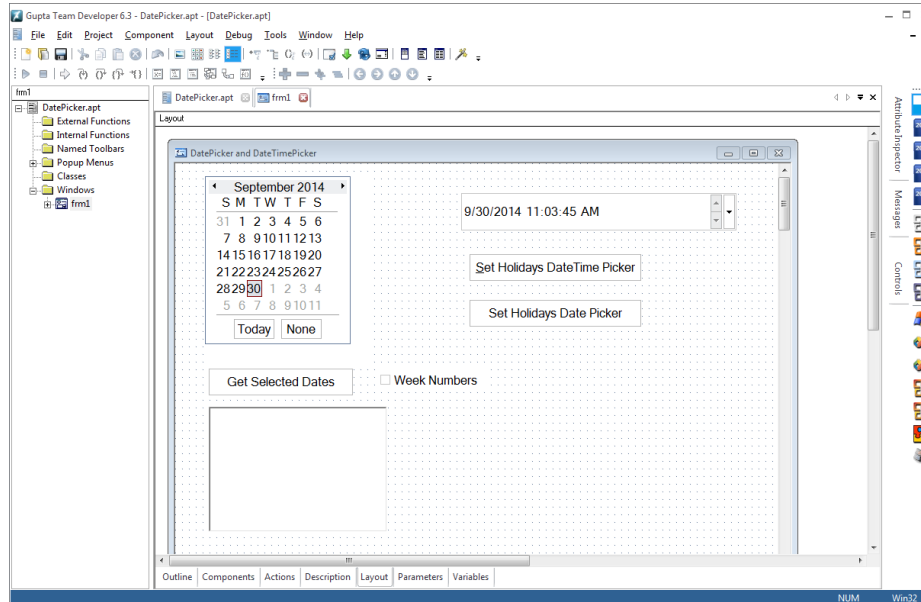 Gupta Team Developer 6.3 - DatePicker.apt - [DatePicker.apt]
File Edit Project Component Layout Debug Tools Window Help
frm1
DatePicker.apt
External Functions
Internal Functions
Named Toolbars
Popup Menus
Classes
Windows
frm1
DatePicker.apt frm1
Layout
DatePicker and DateTimePicker
September 2014
S M T W T F S
31 1 2 3 4 5 6
7 8 9 10 11 12 13
14 15 16 17 18 19 20
21 22 23 24 25 26 27
28 29 30 1 2 3 4
5 6 7 8 9 10 11
Today None
9/30/2014 11:03:45 AM
Set Holidays DateTime Picker
Set Holidays Date Picker
Get Selected Dates
Week Numbers
Outline Components Actions Description Layout Parameters Variables
Attribute Inspector
Messages
Controls
NUM Win32